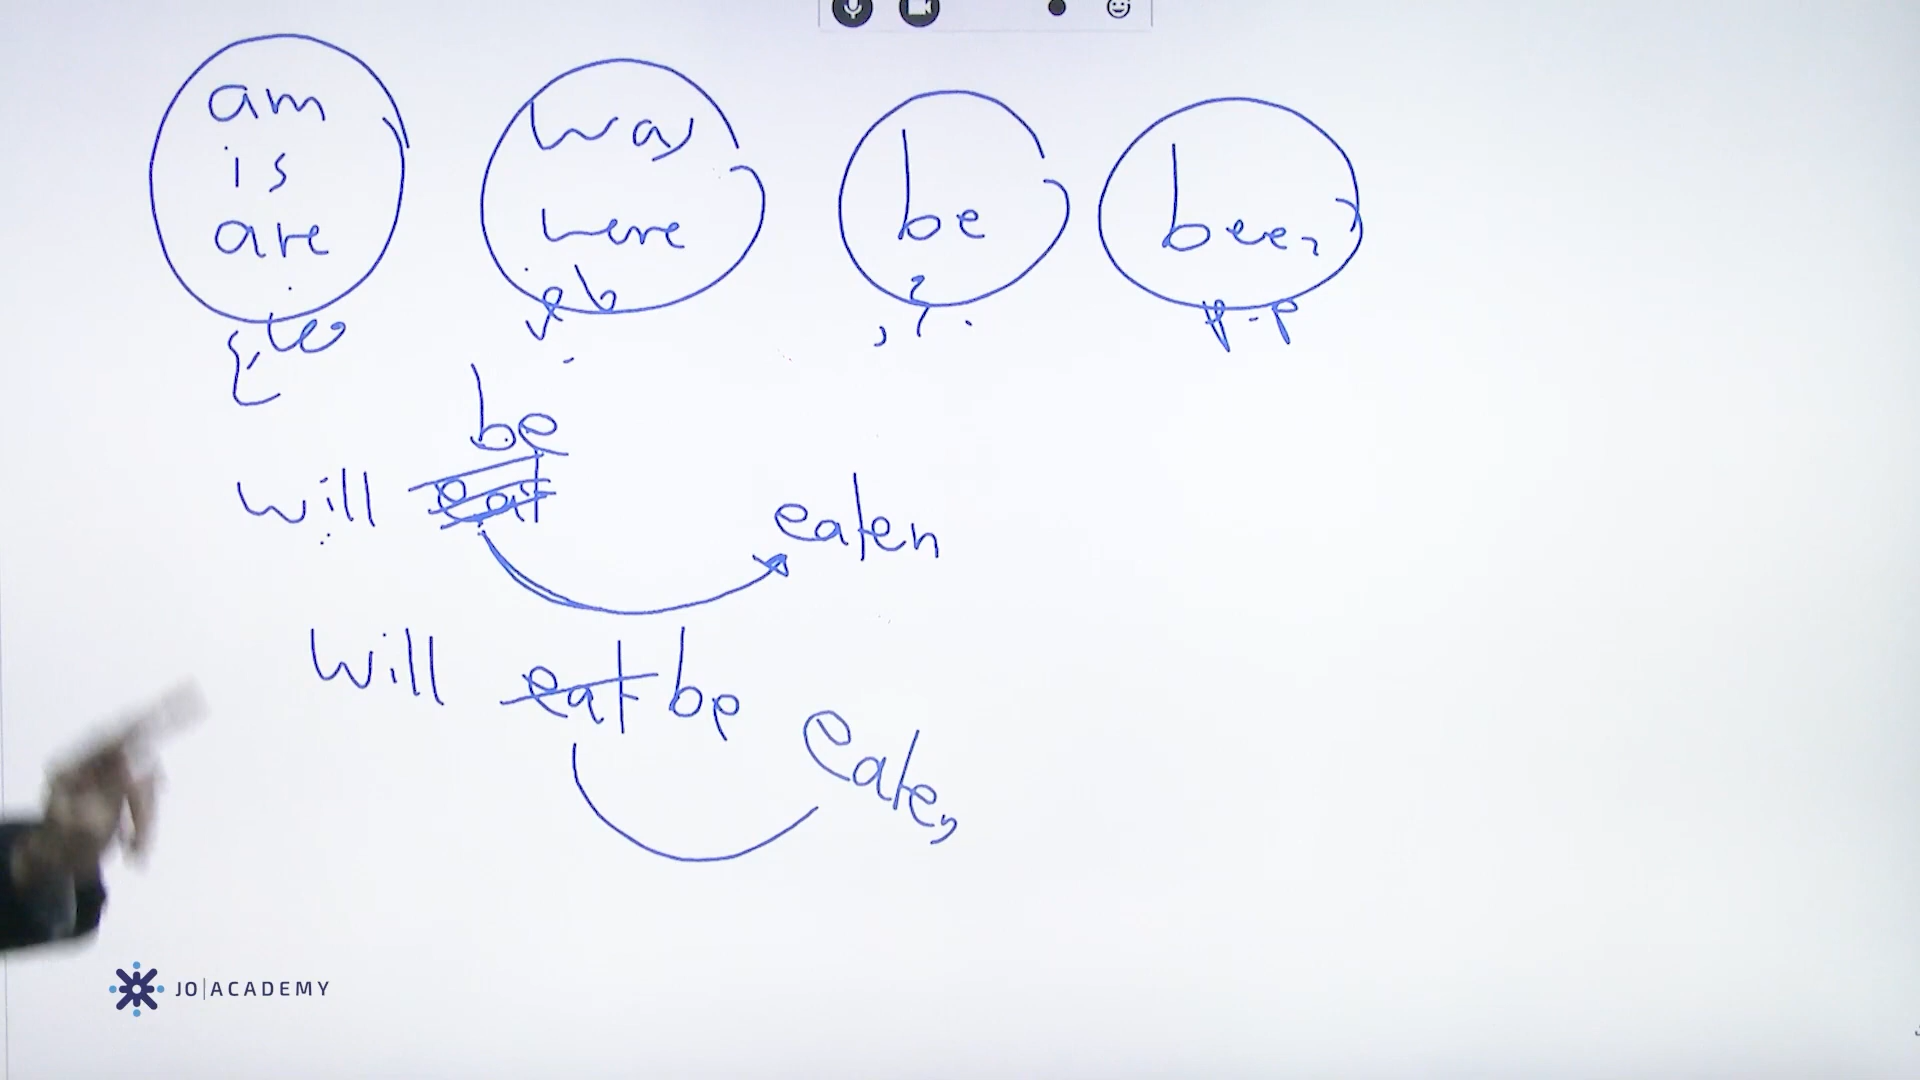 am
is
are
was
were
be
been
p.p
be
will eat eaten
will eat be eaten
JO|ACADEMY